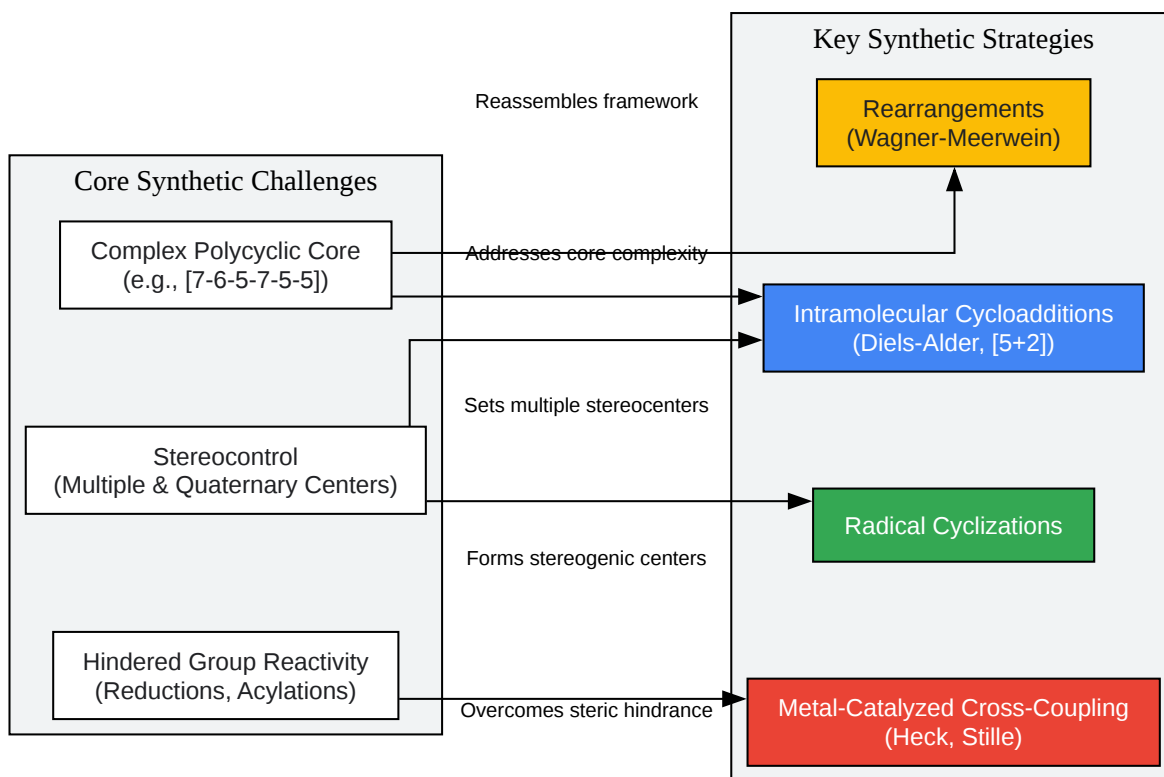 Core Synthetic Challenges
Complex Polycyclic Core
(e.g., [7-6-5-7-5-5])
Stereocontrol
(Multiple & Quaternary Centers)
Hindered Group Reactivity
(Reductions, Acylations)
Reassembles framework
Addresses core complexity
Sets multiple stereocenters
Forms stereogenic centers
Overcomes steric hindrance
Key Synthetic Strategies
Rearrangements
(Wagner-Meerwein)
Intramolecular Cycloadditions
(Diels-Alder, [5+2])
Radical Cyclizations
Metal-Catalyzed Cross-Coupling
(Heck, Stille)